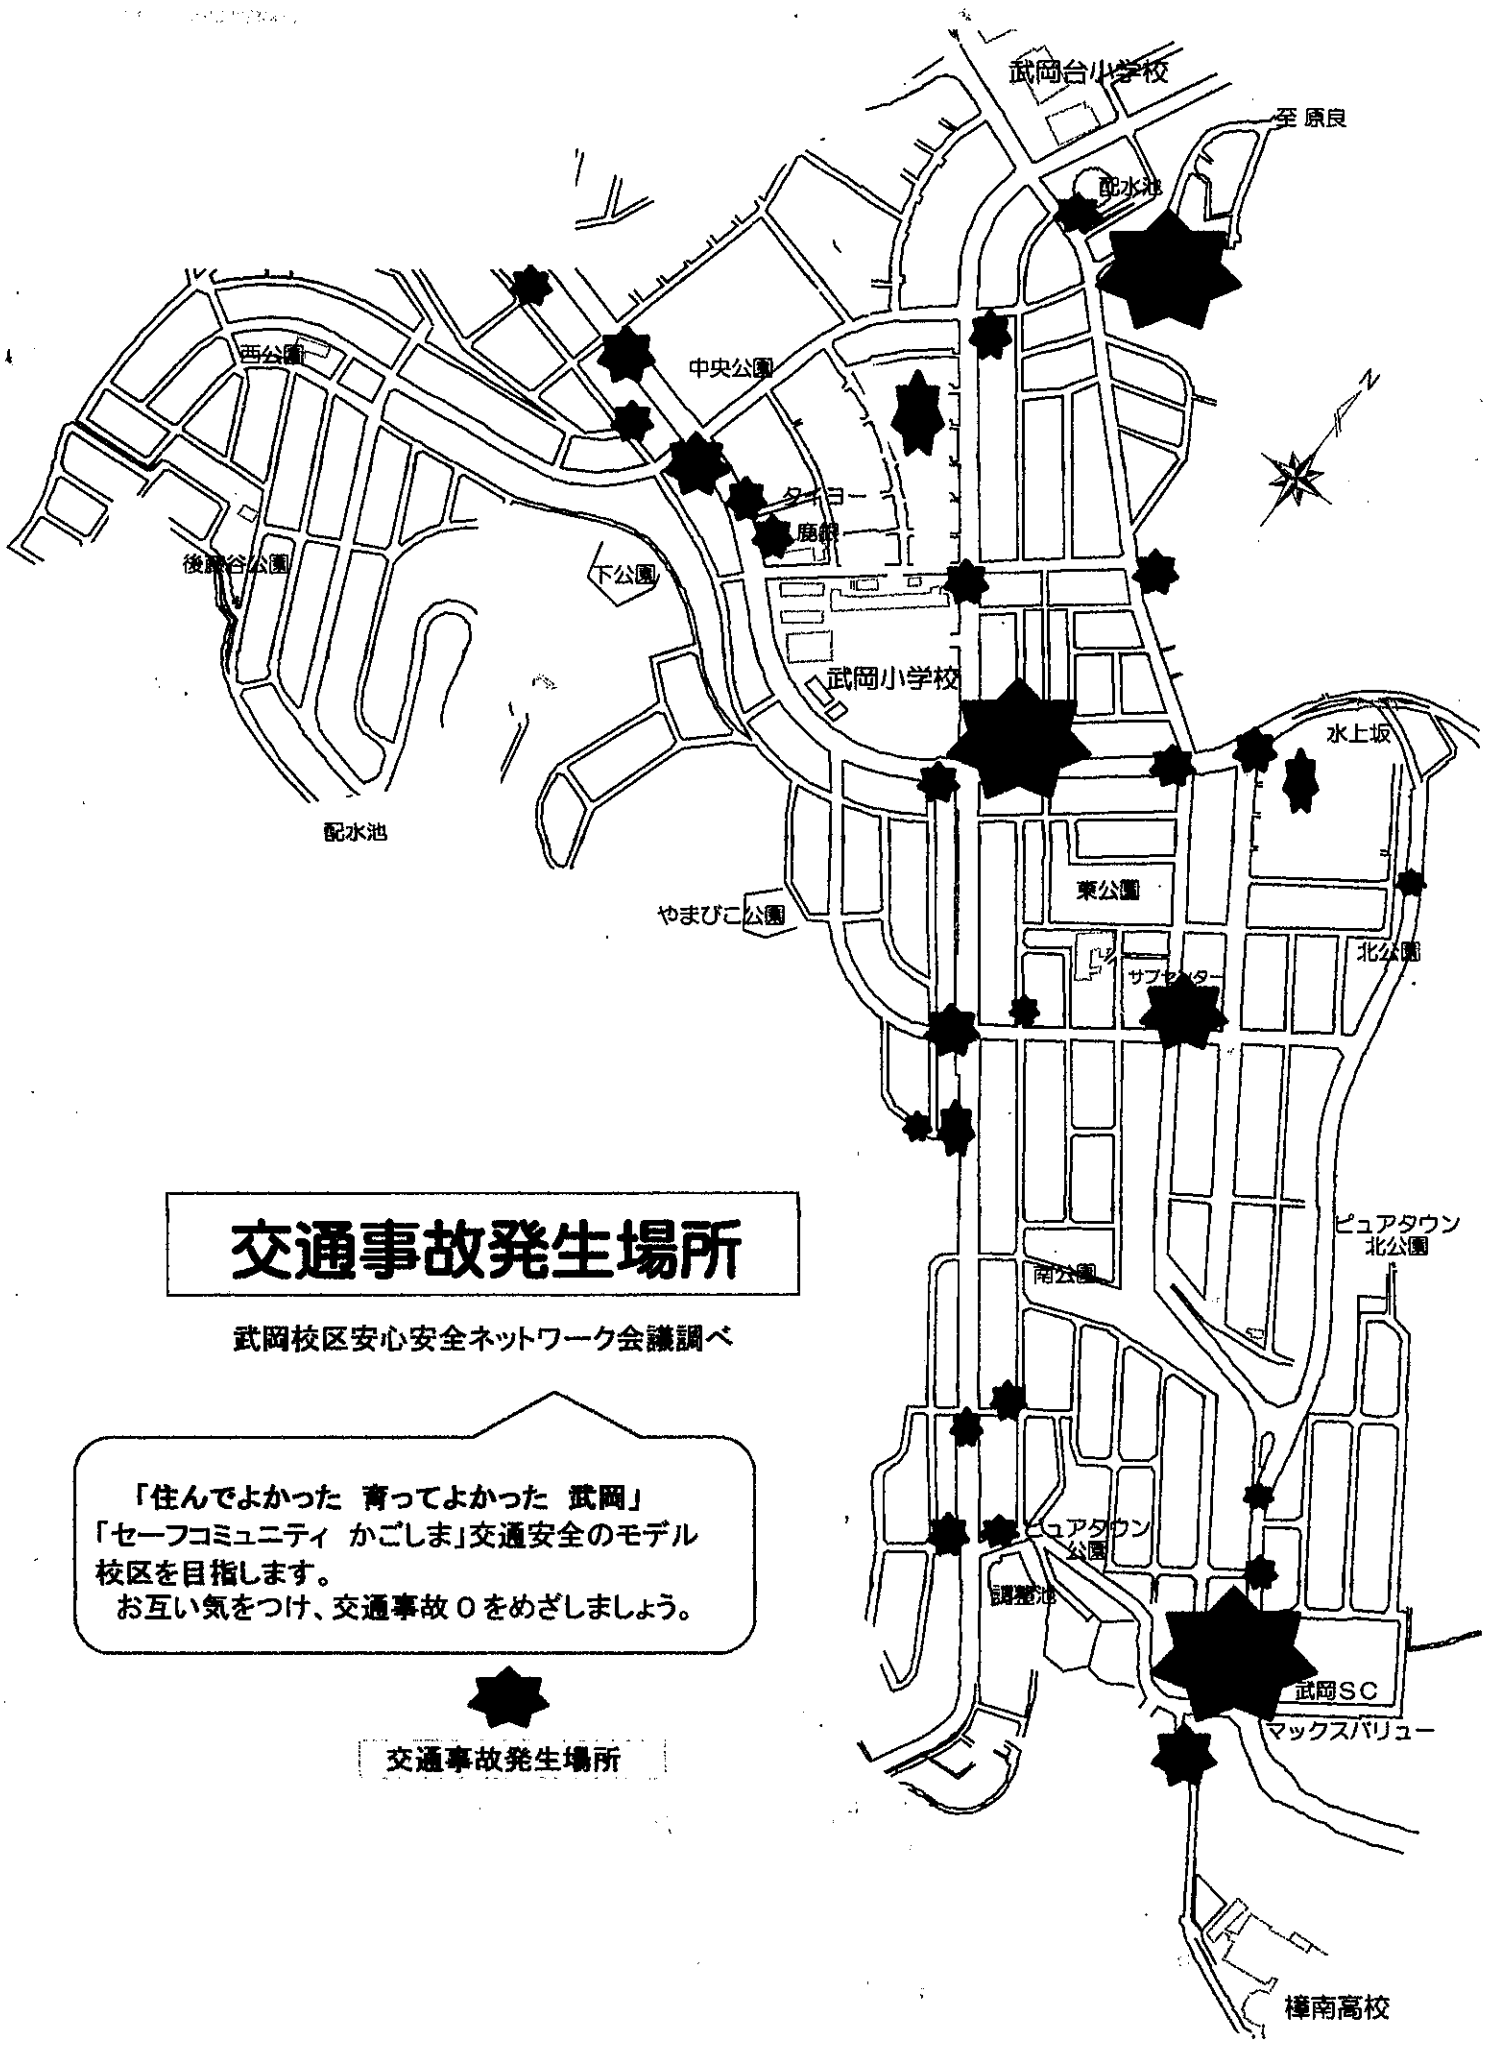 武岡台小学校
至 原良
配水池
西公園
中央公園
N
タイヨー
鹿銀
後廻谷公園
下公園
武岡小学校
水上坂
配水池
東公園
やまびこ公園
北公園
サブセンター
交通事故発生場所
ピュアタウン
北公園
南公園
武岡校区安心安全ネットワーク会議調べ
「住んでよかった 育ってよかった 武岡」
「セーフコミュニティ かごしま」交通安全のモデル
校区を目指します。
お互い気をつけ、交通事故０をめざしましょう。
ピュアタウン
公園
調整池
武岡ＳＣ
マックスバリュー
交通事故発生場所
樟南高校